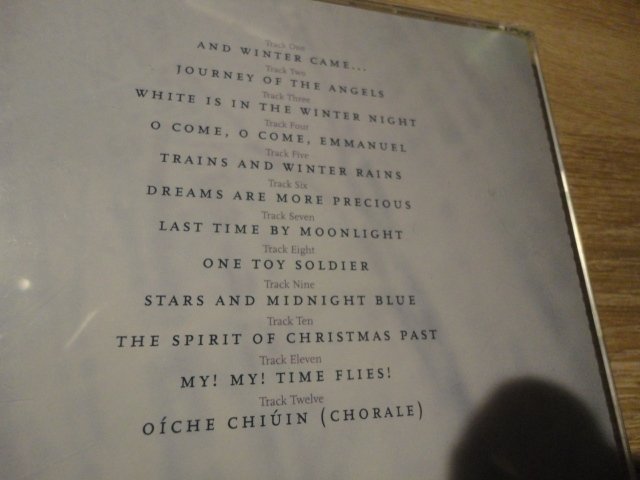 Track One
AND WINTER CAME...
Track Two
JOURNEY OF THE ANGELS
Track Three
WHITE IS IN THE WINTER NIGHT
Track Four
O COME, O COME, EMMANUEL
Track Five
TRAINS AND WINTER RAINS
Track Six
DREAMS ARE MORE PRECIOUS
Track Seven
LAST TIME BY MOONLIGHT
Track Eight
ONE TOY SOLDIER
Track Nine
STARS AND MIDNIGHT BLUE
Track Ten
THE SPIRIT OF CHRISTMAS PAST
Track Eleven
MY! MY! TIME FLIES!
Track Twelve
OÍCHE CHIÚIN (CHORALE)